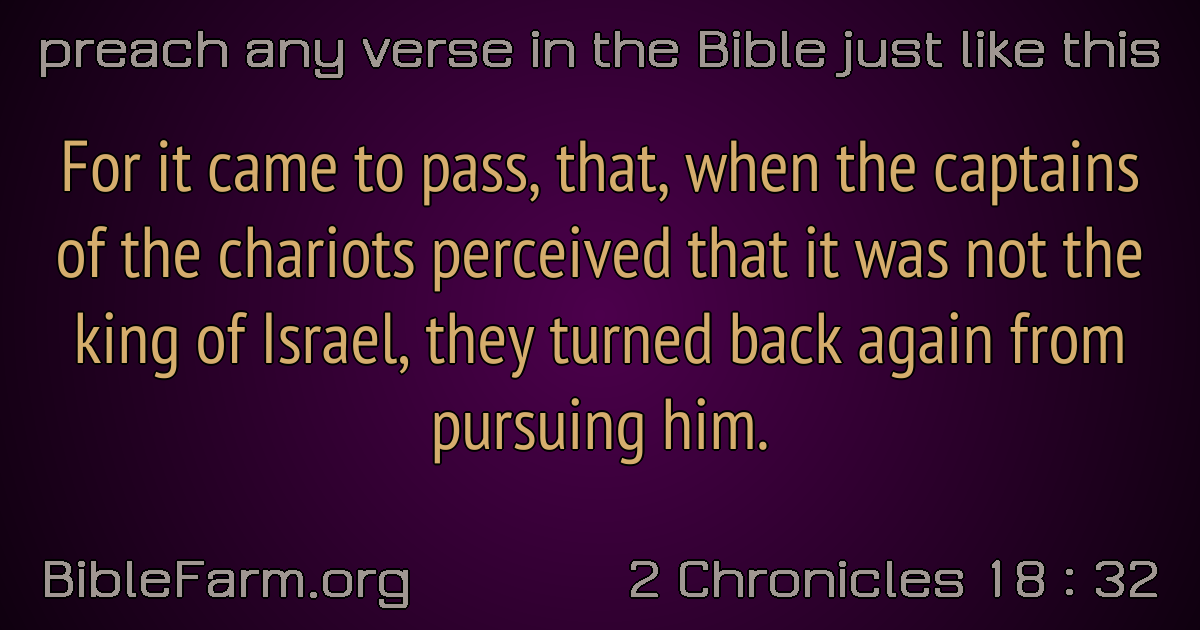 preach any verse in the Bible just like this
For it came to pass, that, when the captains
of the chariots perceived that it was not the
king of Israel, they turned back again from
pursuing him.
BibleFarm.org
2 Chronicles 18 : 32